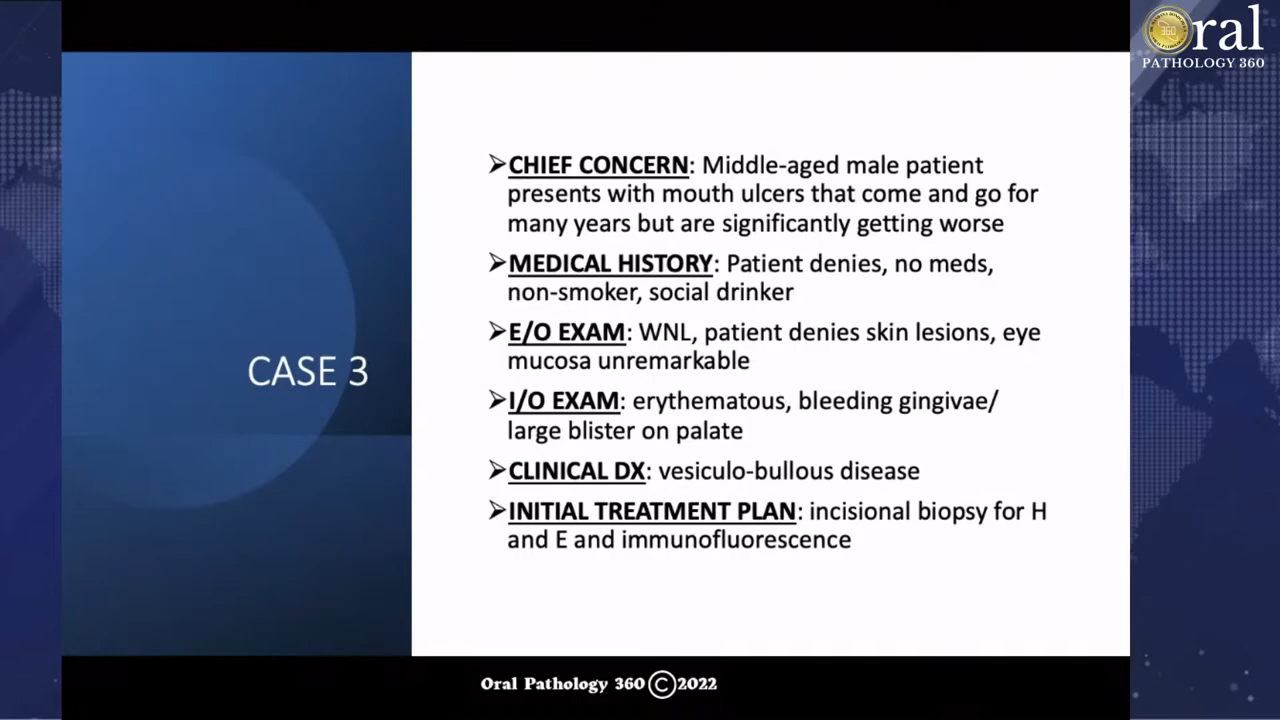 Oral
PATHOLOGY 360
CASE 3
➢CHIEF CONCERN: Middle-aged male patient
presents with mouth ulcers that come and go for
many years but are significantly getting worse
➢MEDICAL HISTORY: Patient denies, no meds,
non-smoker, social drinker
➢E/O EXAM: WNL, patient denies skin lesions, eye
mucosa unremarkable
➢I/O EXAM: erythematous, bleeding gingivae/
large blister on palate
➢CLINICAL DX: vesiculo-bullous disease
➢INITIAL TREATMENT PLAN: incisional biopsy for H
and E and immunofluorescence
Oral Pathology 360©2022